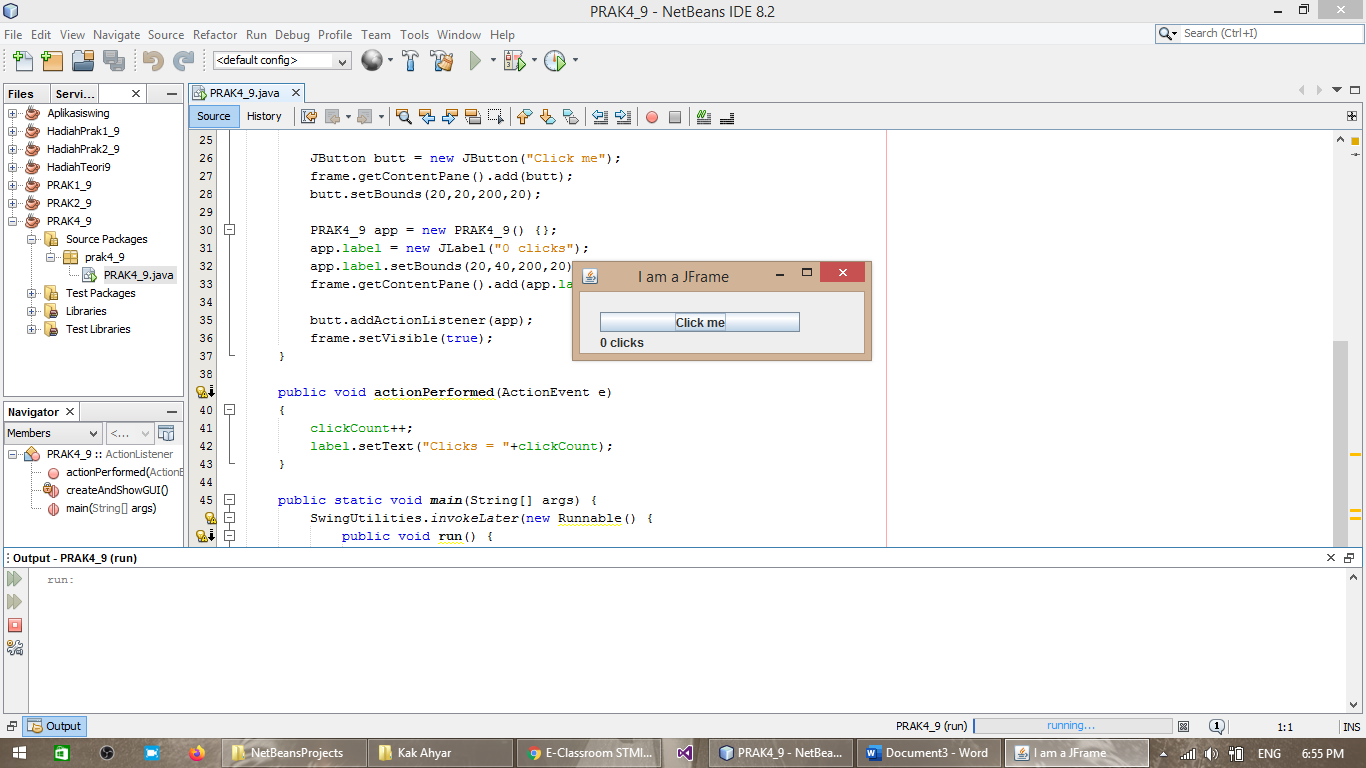 PRAK4_9 - NetBeans IDE 8.2
File Edit View Navigate Source Refactor Run Debug Profile Team Tools Window Help
Search (Ctrl+I)
<default config>
Files Servi...
PRAK4_9.java
Aplikasiswing
HadiahPrak1_9
HadiahPrak2_9
HadiahTeori9
PRAK1_9
PRAK2_9
PRAK4_9
Source Packages
prak4_9
PRAK4_9.java
Test Packages
Libraries
Test Libraries
Navigator
Members <...
PRAK4_9 :: ActionListener
actionPerformed(ActionE
createAndShowGUI()
main(String[] args)
Source History
25
26 JButton butt = new JButton("Click me");
27 frame.getContentPane().add(butt);
28 butt.setBounds(20,20,200,20);
29
30 PRAK4_9 app = new PRAK4_9() {};
31 app.label = new JLabel("0 clicks");
32 app.label.setBounds(20,40,200,20)
33 frame.getContentPane().add(app.la
34
35 butt.addActionListener(app);
36 frame.setVisible(true);
37 }
38
public void actionPerformed(ActionEvent e)
40 {
41 clickCount++;
42 label.setText("Clicks = "+clickCount);
43 }
44
45 public static void main(String[] args) {
SwingUtilities.invokeLater(new Runnable() {
public void run() {
I am a JFrame
Click me
0 clicks
Output - PRAK4_9 (run)
run:
Output
PRAK4_9 (run) running... 1 1:1 INS
NetBeansProjects Kak Ahyar E-Classroom STMI... PRAK4_9 - NetBea... Document3 - Word I am a JFrame ENG 6:55 PM